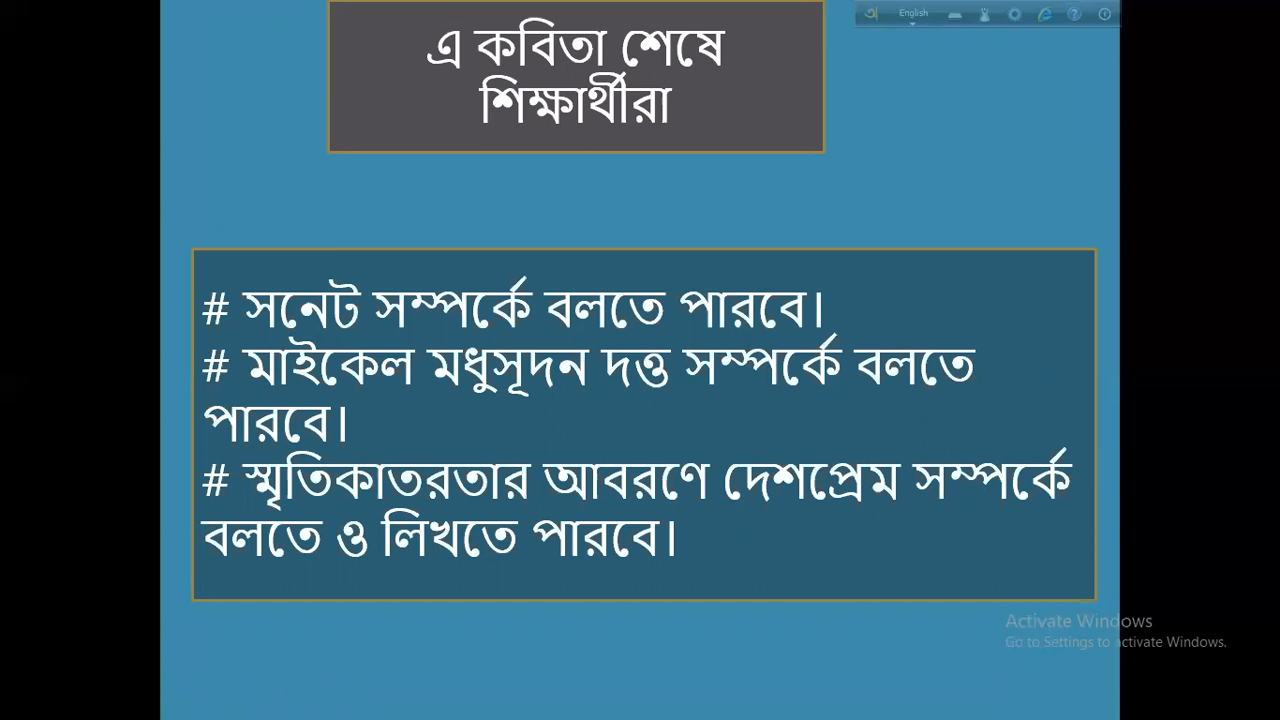 English
এ কবিতা শেষে
শিক্ষার্থীরা
# সনেট সম্পর্কে বলতে পারবে।
# মাইকেল মধুসূদন দত্ত সম্পর্কে বলতে
পারবে।
# স্মৃতিকাতরতার আবরণে দেশপ্রেম সম্পর্কে
বলতে ও লিখতে পারবে।
Activate Windows
Go to Settings to activate Windows.